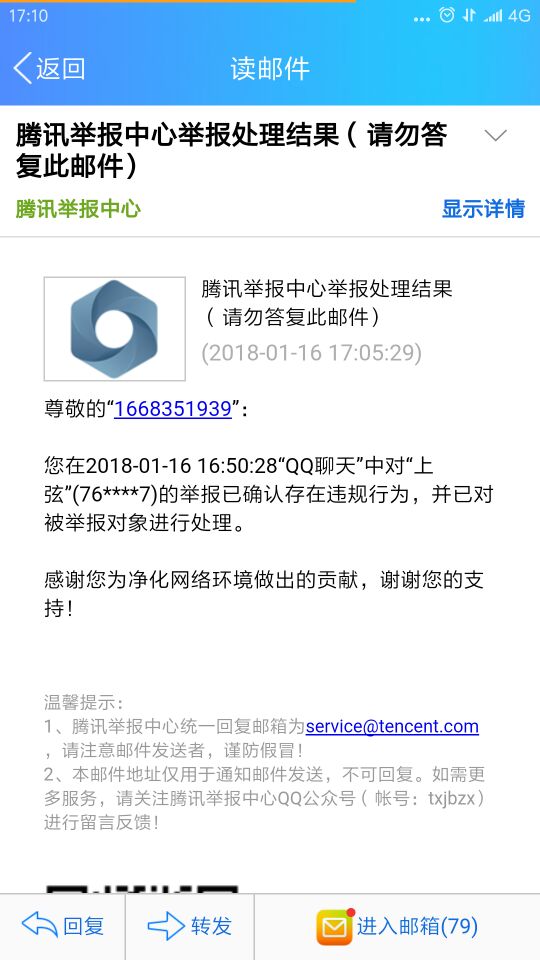 17:10
4G
返回
读邮件
腾讯举报中心举报处理结果（请勿答
复此邮件）
腾讯举报中心
显示详情
腾讯举报中心举报处理结果
（请勿答复此邮件）
(2018-01-16 17:05:29)
尊敬的“1668351939”：
您在2018-01-16 16:50:28“QQ聊天”中对“上
弦”(76****7)的举报已确认存在违规行为，并已对
被举报对象进行处理。
感谢您为净化网络环境做出的贡献，谢谢您的支
持！
温馨提示：
1、腾讯举报中心统一回复邮箱为service@tencent.com
，请注意邮件发送者，谨防假冒！
2、本邮件地址仅用于通知邮件发送，不可回复。如需更
多服务，请关注腾讯举报中心QQ公众号（帐号：txjbzx）
进行留言反馈！
回复
转发
进入邮箱(79)